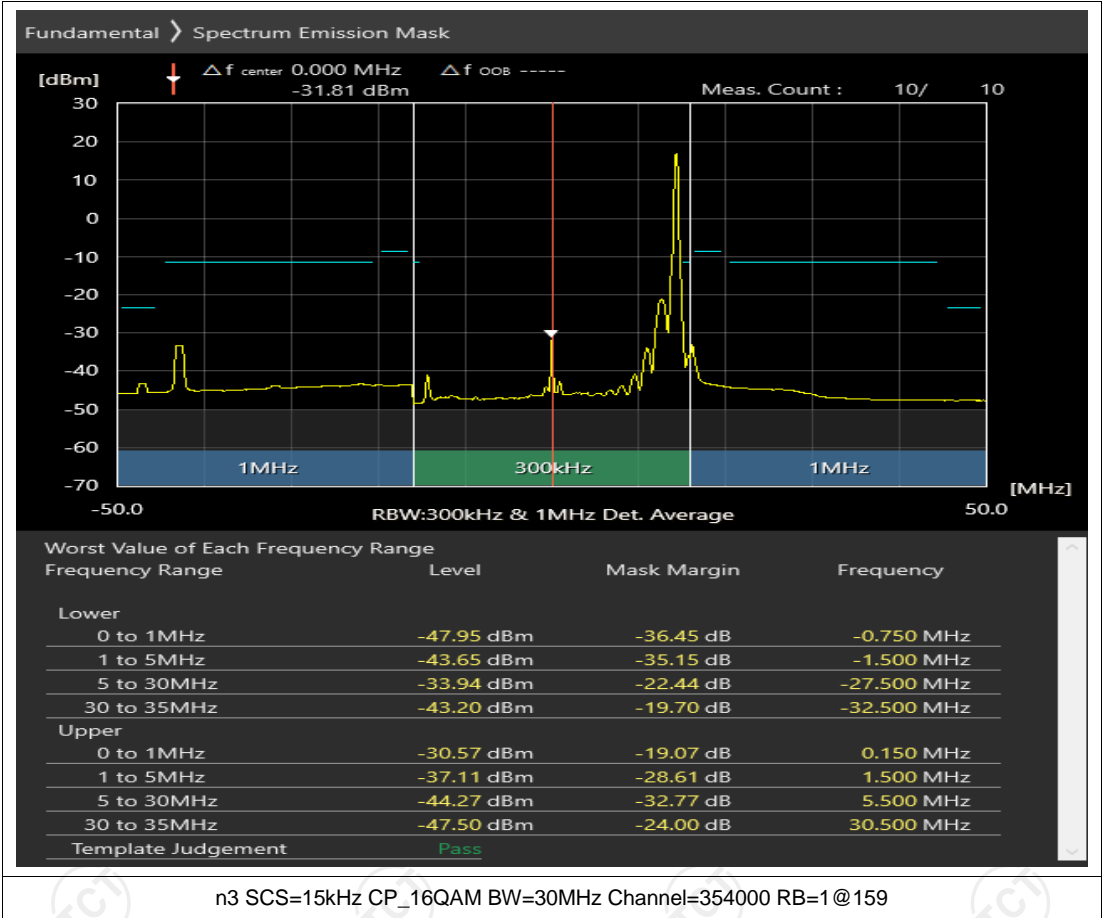 Fundamental ❯ Spectrum Emission Mask
[dBm] △f center 0.000 MHz △f OOB -----
-31.81 dBm Meas. Count : 10/ 10
30
20
10
0
-10
-20
-30
-40
-50
-60
1MHz 300kHz 1MHz
-70 [MHz]
-50.0 RBW:300kHz & 1MHz Det. Average 50.0
Worst Value of Each Frequency Range
Frequency Range Level Mask Margin Frequency
Lower
0 to 1MHz -47.95 dBm -36.45 dB -0.750 MHz
1 to 5MHz -43.65 dBm -35.15 dB -1.500 MHz
5 to 30MHz -33.94 dBm -22.44 dB -27.500 MHz
30 to 35MHz -43.20 dBm -19.70 dB -32.500 MHz
Upper
0 to 1MHz -30.57 dBm -19.07 dB 0.150 MHz
1 to 5MHz -37.11 dBm -28.61 dB 1.500 MHz
5 to 30MHz -44.27 dBm -32.77 dB 5.500 MHz
30 to 35MHz -47.50 dBm -24.00 dB 30.500 MHz
Template Judgement Pass
n3 SCS=15kHz CP_16QAM BW=30MHz Channel=354000 RB=1@159
TCT TCT TCT TCT TCT